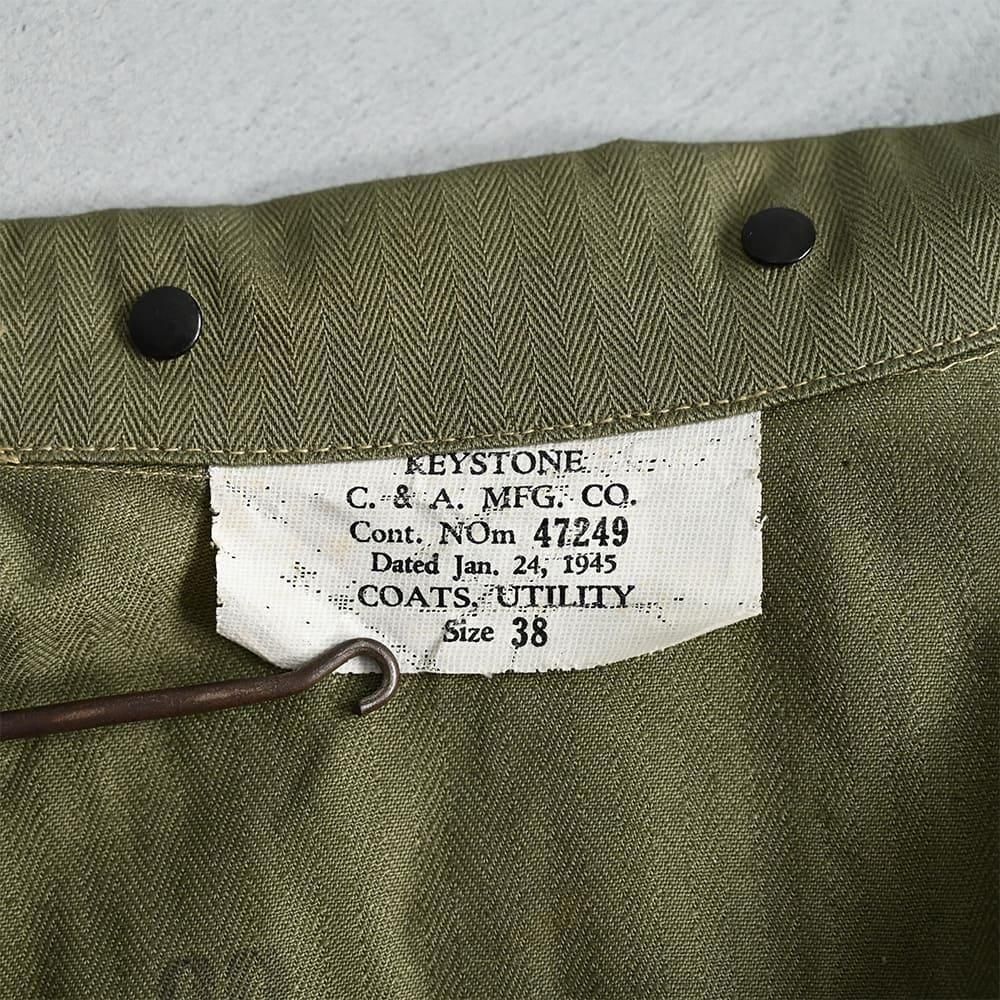 KEYSTONE
C. & A. MFG. CO.
Cont. NOm 47249
Dated Jan. 24, 1945
COATS, UTILITY
Size 38